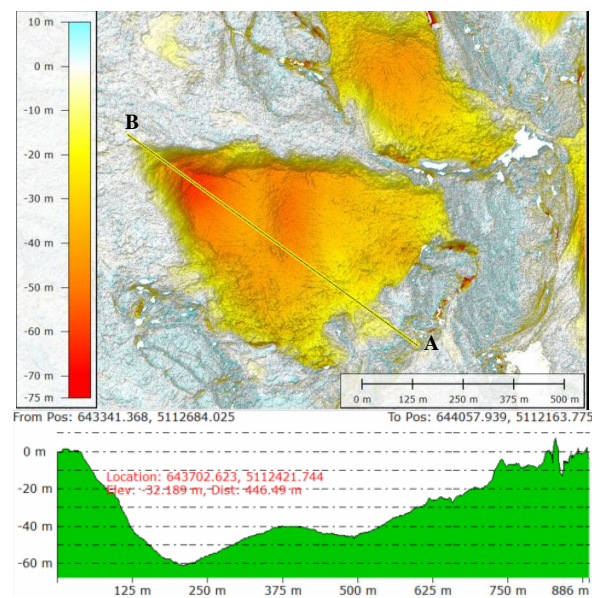 10 m
0 m
-10 m
-20 m
-30 m
-40 m
-50 m
-60 m
-70 m
-75 m
B
A
0 m 125 m 250 m 375 m 500 m
From Pos: 643341.368, 5112684.025 To Pos: 644057.939, 5112163.775
0 m
-20 m
-40 m
-60 m
Location: 643702.623, 5112421.744
Elev: -32.189 m, Dist: 446.49 m
125 m 250 m 375 m 500 m 625 m 750 m 886 m